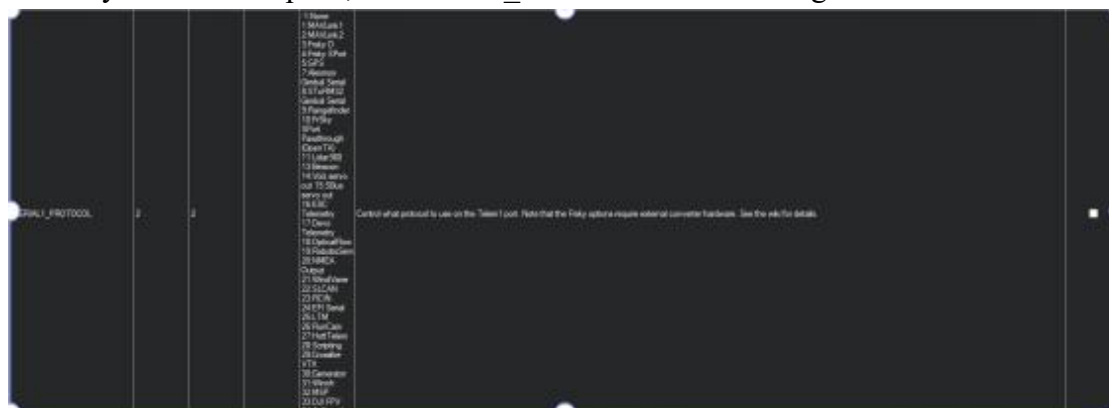 ERIAL1_PROTOCOL
2
2
-1:None
1:MAVLink1
2:MAVLink2
3:Frsky D
4:Frsky SPort
5:GPS
7:Alexmos
Gimbal Serial
8:SToRM32
Gimbal Serial
9:Rangefinder
10:FrSky
SPort
Passthrough
(OpenTX)
11:Lidar360
13:Beacon
14:Volz servo
out 15:SBus
servo out
16:ESC
Telemetry
17:Devo
Telemetry
18:OpticalFlow
19:RobotisServo
20:NMEA
Output
21:WindVane
22:SLCAN
23:RCIN
24:EFI Serial
25:LTM
26:RunCam
27:HottTelem
28:Scripting
29:Crossfire
VTX
30:Generator
31:Winch
32:MSP
33:DJI FPV
Control what protocol to use on the Telem1 port. Note that the Frsky options require external converter hardware. See the wiki for details.